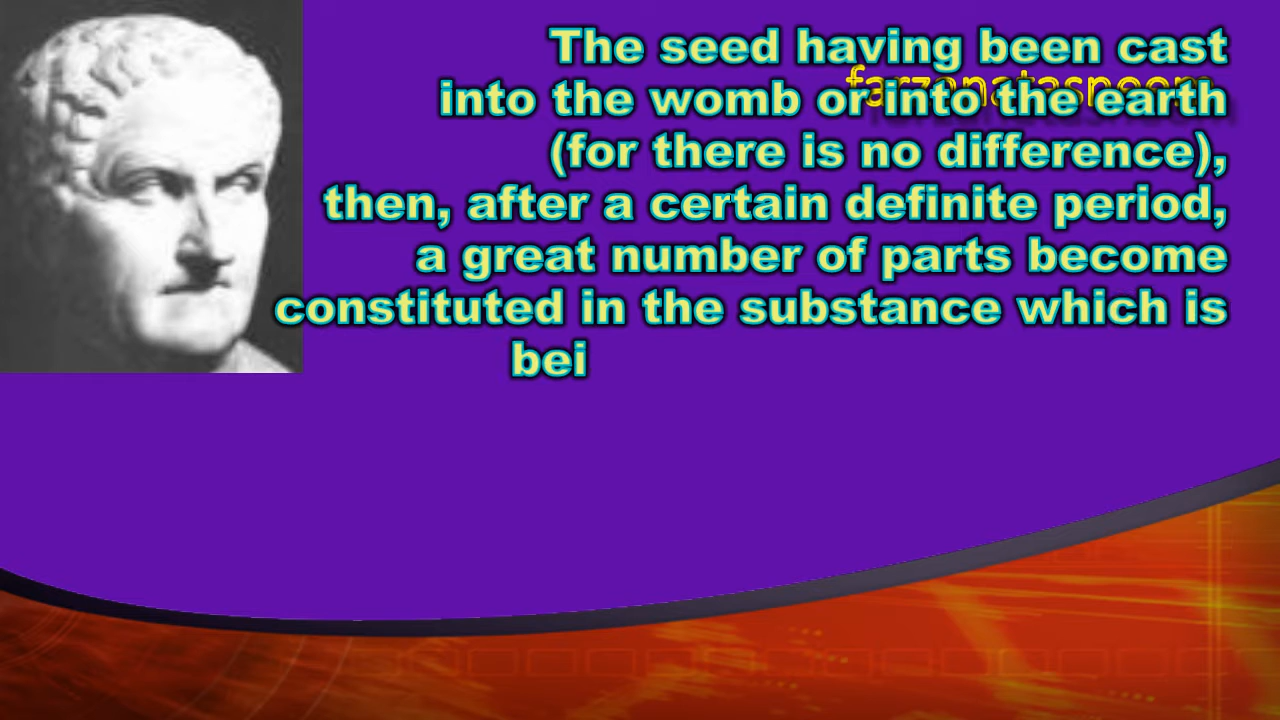 The seed having been cast
into the womb or into the earth
(for there is no difference),
then, after a certain definite period,
a great number of parts become
constituted in the substance which is
bei